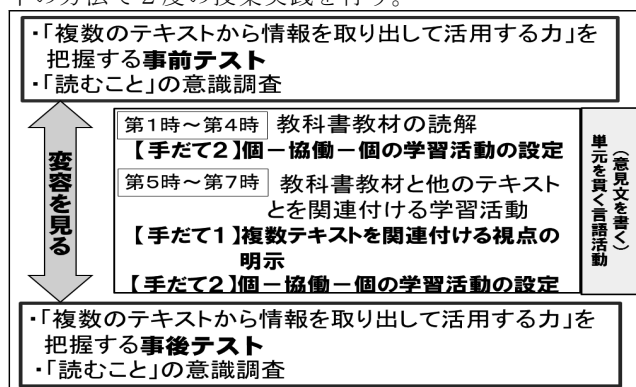 下の方法で２度の授業実践を行う。
・「複数のテキストから情報を取り出して活用する力」を
把握する事前テスト
・「読むこと」の意識調査
変容を見る
第1時～第4時 教科書教材の読解
【手だて2】個－協働－個の学習活動の設定
第5時～第7時 教科書教材と他のテキスト
とを関連付ける学習活動
【手だて1】複数テキストを関連付ける視点の
明示
【手だて2】個－協働－個の学習活動の設定
単元を貫く言語活動
（意見文を書く）
・「複数のテキストから情報を取り出して活用する力」を
把握する事後テスト
・「読むこと」の意識調査